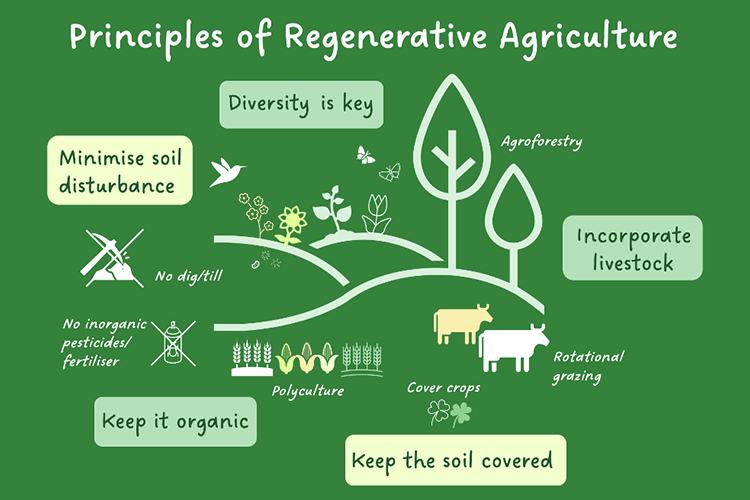 Principles of Regenerative Agriculture
Diversity is key
Agroforestry
Minimise soil
disturbance
Incorporate
livestock
No dig/till
No inorganic
pesticides/
fertiliser
Rotational
grazing
Polyculture
Cover crops
Keep it organic
Keep the soil covered